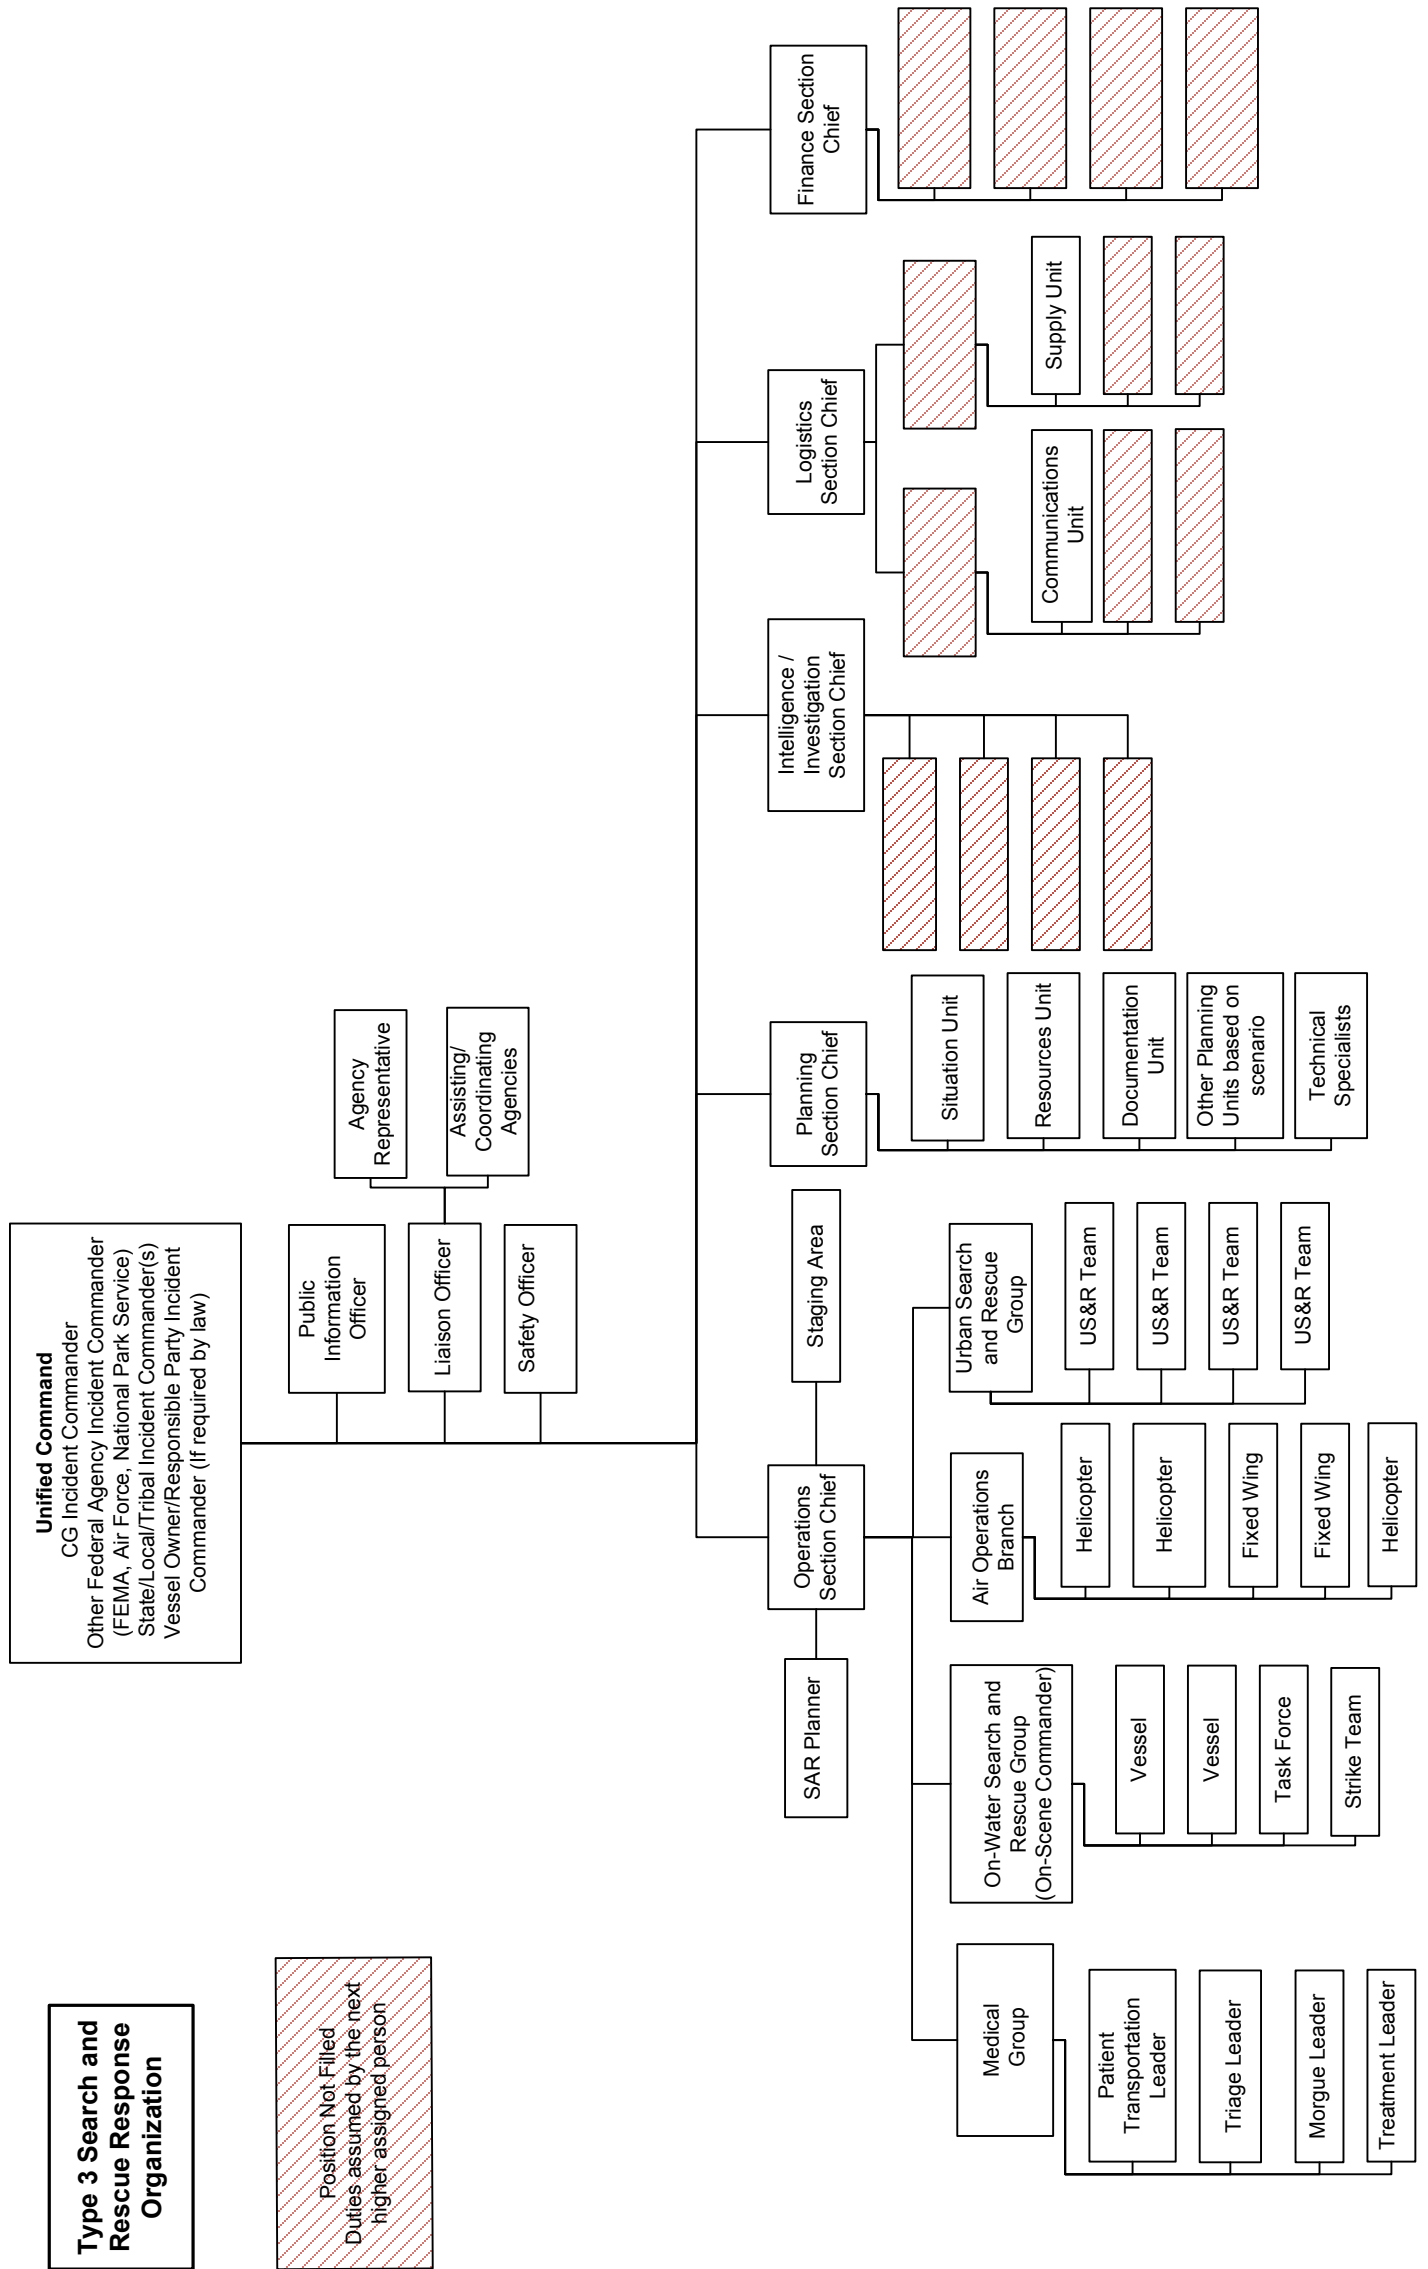 Type 3 Search and
Rescue Response
Organization
Position Not Filled
Duties assumed by the next
higher assigned person
Unified Command
CG Incident Commander
Other Federal Agency Incident Commander
(FEMA, Air Force, National Park Service)
State/Local/Tribal Incident Commander(s)
Vessel Owner/Responsible Party Incident
Commander (If required by law)
Public
Information
Officer
Liaison Officer
Safety Officer
Agency
Representative
Assisting/
Coordinating
Agencies
SAR Planner
Operations
Section Chief
Staging Area
Planning
Section Chief
Intelligence /
Investigation
Section Chief
Logistics
Section Chief
Finance Section
Chief
Medical
Group
Patient
Transportation
Leader
Triage Leader
Morgue Leader
Treatment Leader
On-Water Search and
Rescue Group
(On-Scene Commander)
Vessel
Vessel
Task Force
Strike Team
Air Operations
Branch
Helicopter
Helicopter
Fixed Wing
Fixed Wing
Helicopter
Urban Search
and Rescue
Group
US&R Team
US&R Team
US&R Team
US&R Team
Situation Unit
Resources Unit
Documentation
Unit
Other Planning
Units based on
scenario
Technical
Specialists
Communications
Unit
Supply Unit